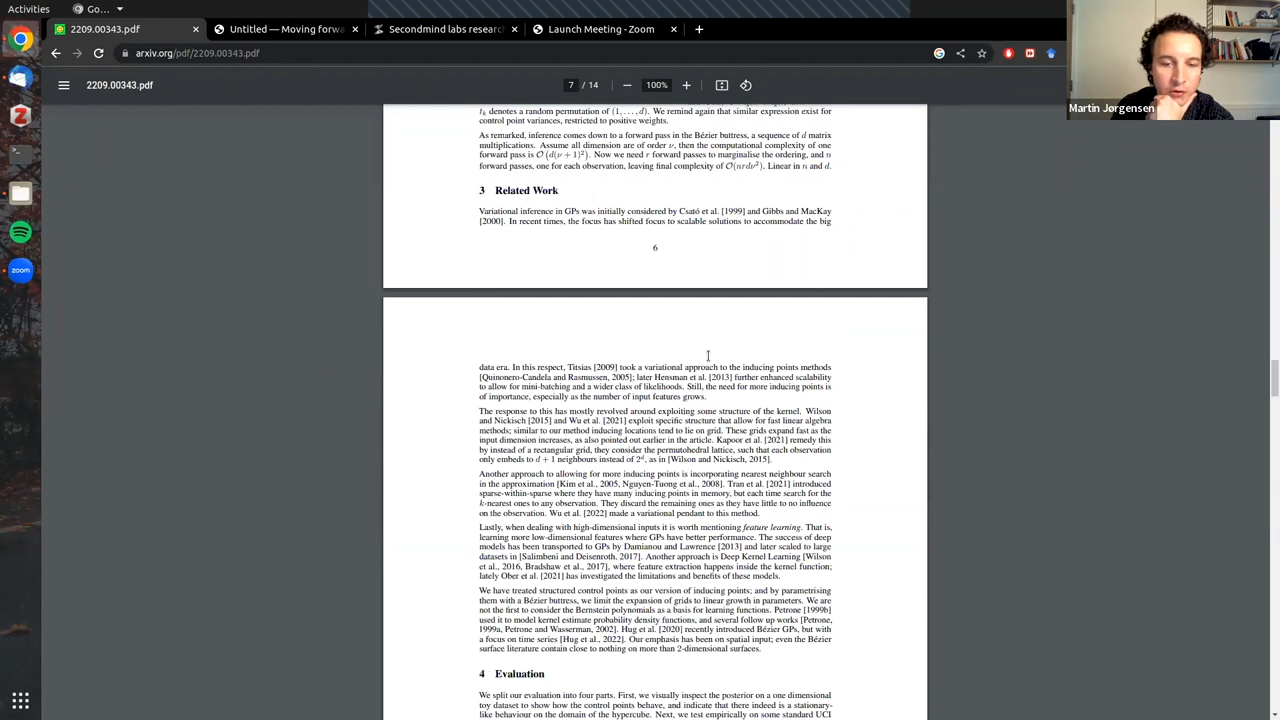 Activities
Go...
2209.00343.pdf
Untitled — Moving forwa
Secondmind labs researc
Launch Meeting - Zoom
arxiv.org/pdf/2209.00343.pdf
2209.00343.pdf
7 / 14
100%
Martin Jørgensen
t_k denotes a random permutation of (1, . . . , d). We remind again that similar expression exist for
control point variances, restricted to positive weights.
As remarked, inference comes down to a forward pass in the Bézier buttress, a sequence of d matrix
multiplications. Assume all dimension are of order ν, then the computational complexity of one
forward pass is O (d(ν + 1)²). Now we need r forward passes to marginalise the ordering, and n
forward passes, one for each observation, leaving final complexity of O(nrdν²). Linear in n and d.
3 Related Work
Variational inference in GPs was initially considered by Csató et al. [1999] and Gibbs and MacKay
[2000]. In recent times, the focus has shifted focus to scalable solutions to accommodate the big
6
data era. In this respect, Titsias [2009] took a variational approach to the inducing points methods
[Quinonero-Candela and Rasmussen, 2005]; later Hensman et al. [2013] further enhanced scalability
to allow for mini-batching and a wider class of likelihoods. Still, the need for more inducing points is
of importance, especially as the number of input features grows.
The response to this has mostly revolved around exploiting some structure of the kernel. Wilson
and Nickisch [2015] and Wu et al. [2021] exploit specific structure that allow for fast linear algebra
methods; similar to our method inducing locations tend to lie on grid. These grids expand fast as the
input dimension increases, as also pointed out earlier in the article. Kapoor et al. [2021] remedy this
by instead of a rectangular grid, they consider the permutohedral lattice, such that each observation
only embeds to d + 1 neighbours instead of 2^d, as in [Wilson and Nickisch, 2015].
Another approach to allowing for more inducing points is incorporating nearest neighbour search
in the approximation [Kim et al., 2005, Nguyen-Tuong et al., 2008]. Tran et al. [2021] introduced
sparse-within-sparse where they have many inducing points in memory, but each time search for the
k-nearest ones to any observation. They discard the remaining ones as they have little to no influence
on the observation. Wu et al. [2022] made a variational pendant to this method.
Lastly, when dealing with high-dimensional inputs it is worth mentioning feature learning. That is,
learning more low-dimensional features where GPs have better performance. The success of deep
models has been transported to GPs by Damianou and Lawrence [2013] and later scaled to large
datasets in [Salimbeni and Deisenroth, 2017]. Another approach is Deep Kernel Learning [Wilson
et al., 2016, Bradshaw et al., 2017], where feature extraction happens inside the kernel function;
lately Ober et al. [2021] has investigated the limitations and benefits of these models.
We have treated structured control points as our version of inducing points; and by parametrising
them with a Bézier buttress, we limit the expansion of grids to linear growth in parameters. We are
not the first to consider the Bernstein polynomials as a basis for learning functions. Petrone [1999b]
used it to model kernel estimate probability density functions, and several follow up works [Petrone,
1999a, Petrone and Wasserman, 2002]. Hug et al. [2020] recently introduced Bézier GPs, but with
a focus on time series [Hug et al., 2022]. Our emphasis has been on spatial input; even the Bézier
surface literature contain close to nothing on more than 2-dimensional surfaces.
4 Evaluation
We split our evaluation into four parts. First, we visually inspect the posterior on a one dimensional
toy dataset to show how the control points behave, and indicate that there indeed is a stationary-
like behaviour on the domain of the hypercube. Next, we test empirically on some standard UCI
zoom